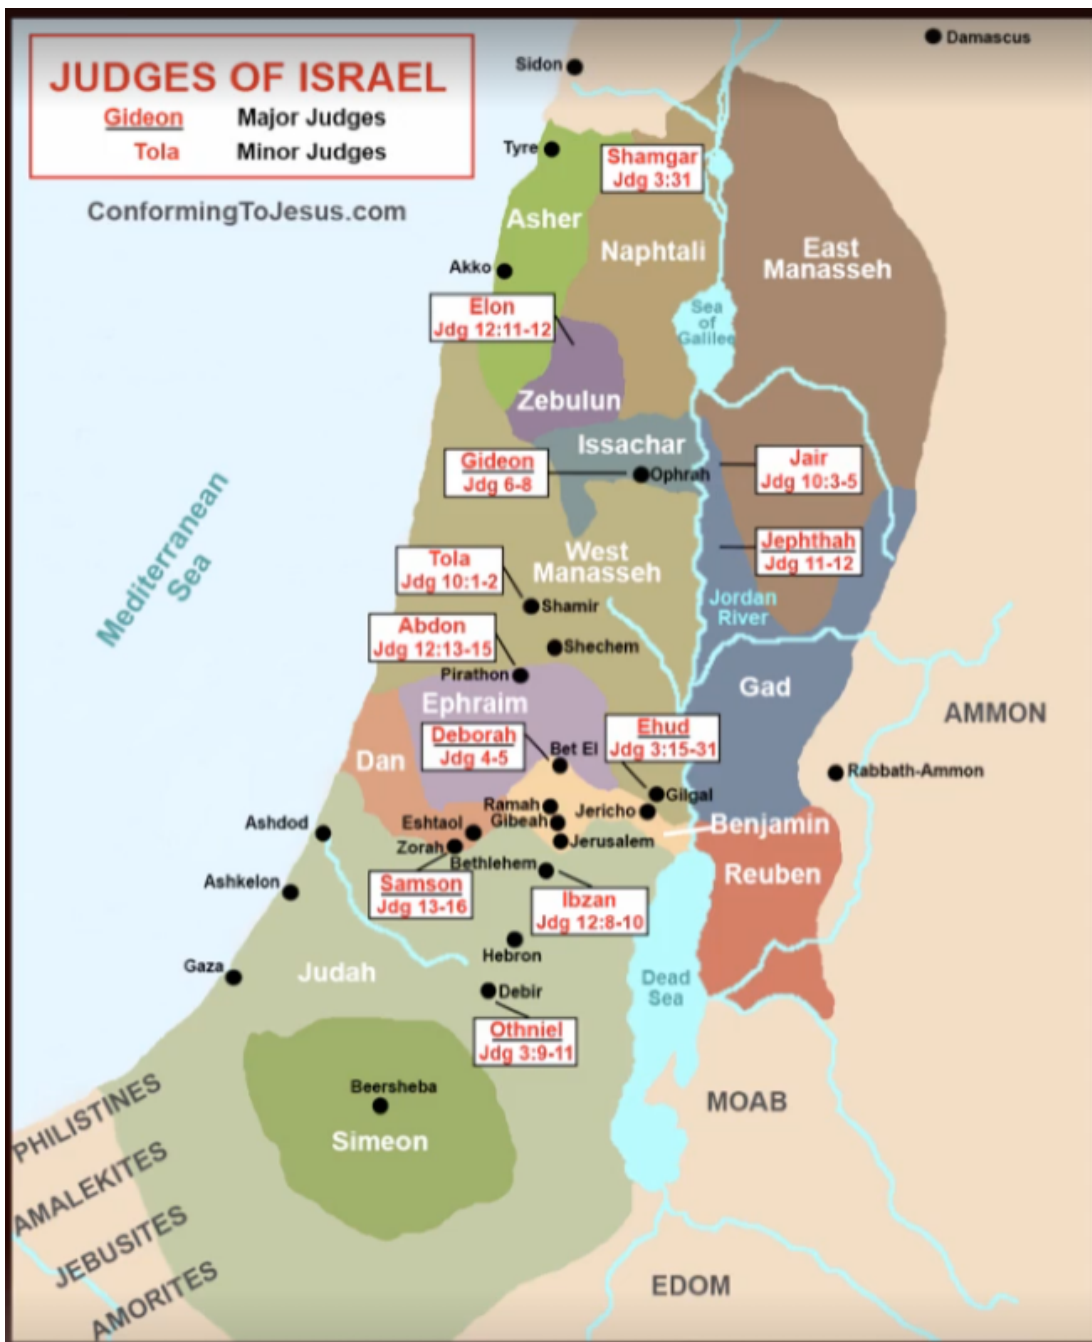 JUDGES OF ISRAEL
Gideon Major Judges
Tola Minor Judges
ConformingToJesus.com
Damascus
Sidon
Tyre
Shamgar
Jdg 3:31
Asher
Naphtali
East
Manasseh
Akko
Elon
Jdg 12:11-12
Sea
of
Galilee
Zebulun
Issachar
Gideon
Jdg 6-8
Ophrah
Jair
Jdg 10:3-5
Mediterranean
Sea
West
Manasseh
Jephthah
Jdg 11-12
Tola
Jdg 10:1-2
Shamir
Jordan
River
Abdon
Jdg 12:13-15
Shechem
Pirathon
Ephraim
Gad
AMMON
Deborah
Jdg 4-5
Bet El
Ehud
Jdg 3:15-31
Dan
Rabbath-Ammon
Gilgal
Ramah
Jericho
Gibeah
Benjamin
Ashdod
Eshtaol
Zorah
Jerusalem
Bethlehem
Reuben
Ashkelon
Samson
Jdg 13-16
Ibzan
Jdg 12:8-10
Hebron
Gaza
Judah
Dead
Sea
Debir
Othniel
Jdg 3:9-11
Beersheba
Simeon
MOAB
PHILISTINES
AMALEKITES
JEBUSITES
AMORITES
EDOM